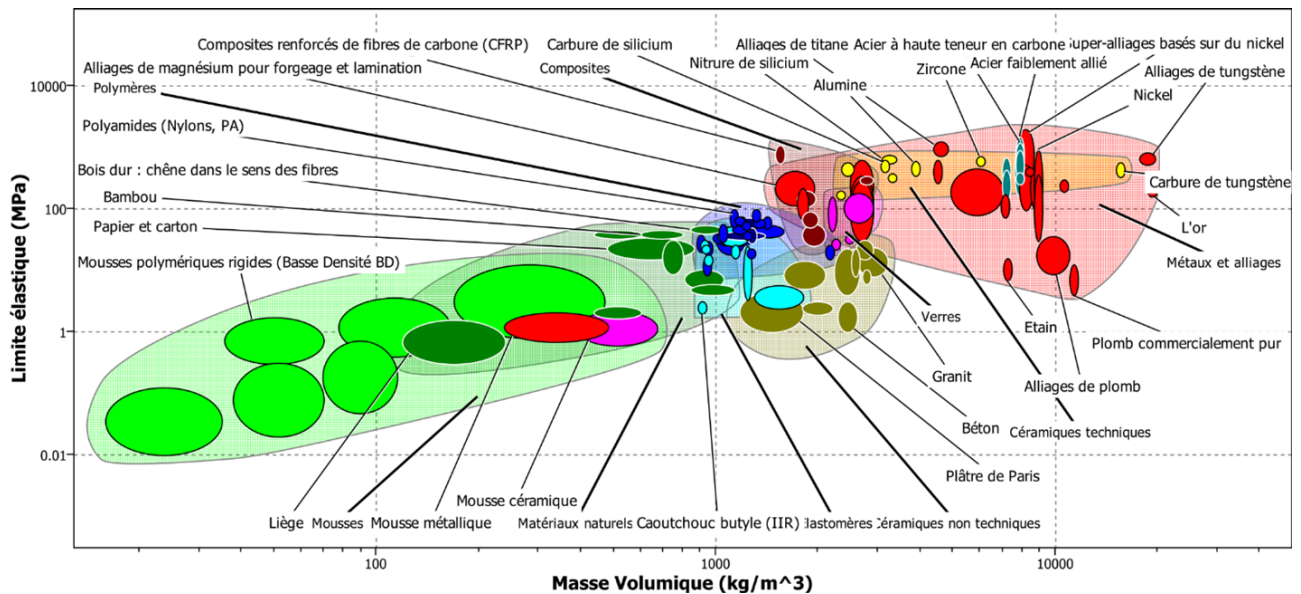 Composites renforcés de fibres de carbone (CFRP)
Carbure de silicium
Alliages de titane
Acier à haute teneur en carbone
Super-alliages basés sur du nickel
Alliages de magnésium pour forgeage et lamination
Composites
Nitrure de silicium
Zircone
Acier faiblement allié
Alliages de tungstène
Polymères
Alumine
Nickel
10000
Polyamides (Nylons, PA)
Bois dur : chêne dans le sens des fibres
Carbure de tungstène
Bambou
100
L'or
Papier et carton
Métaux et alliages
Mousses polymériques rigides (Basse Densité BD)
Verres
Etain
1
Plomb commercialement pur
Granit
Alliages de plomb
Béton
Céramiques techniques
0.01
Plâtre de Paris
Mousse céramique
Liège
Mousses
Mousse métallique
Matériaux naturels
Caoutchouc butyle (IIR)
lastomères
Céramiques non techniques
100
1000
10000
Limite élastique (MPa)
Masse Volumique (kg/m^3)